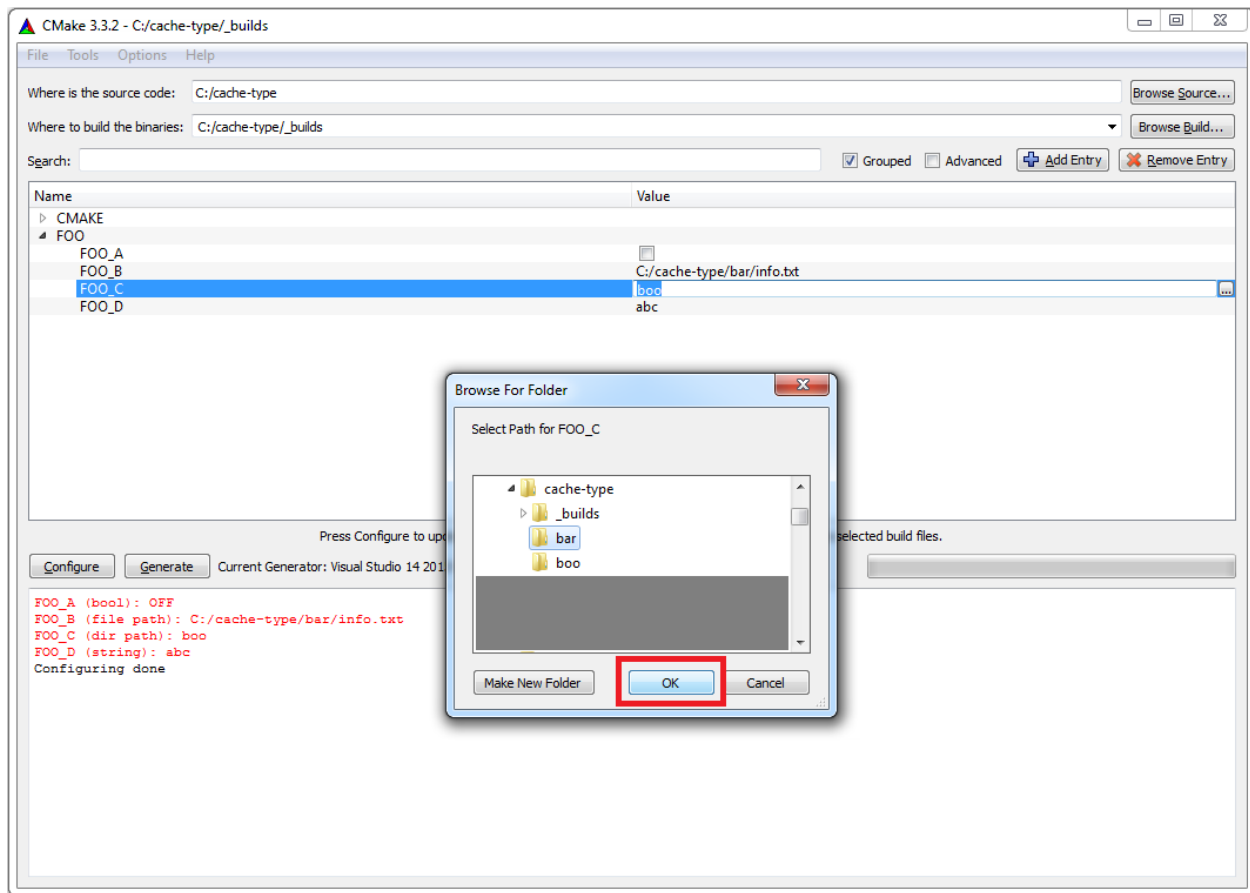 CMake 3.3.2 - C:/cache-type/_builds
File Tools Options Help
Where is the source code: C:/cache-type Browse Source...
Where to build the binaries: C:/cache-type/_builds Browse Build...
Search: Grouped Advanced Add Entry Remove Entry
Name Value
CMAKE
FOO
FOO_A
FOO_B C:/cache-type/bar/info.txt
FOO_C boo ...
FOO_D abc
Browse For Folder
Select Path for FOO_C
cache-type
_builds
bar
boo
Make New Folder OK Cancel
Press Configure to selected build files.
Configure Generate Current Generator: Visual Studio 14
FOO_A (bool): OFF
FOO_B (file path): C:/cache-type/bar/info.txt
FOO_C (dir path): boo
FOO_D (string): abc
Configuring done